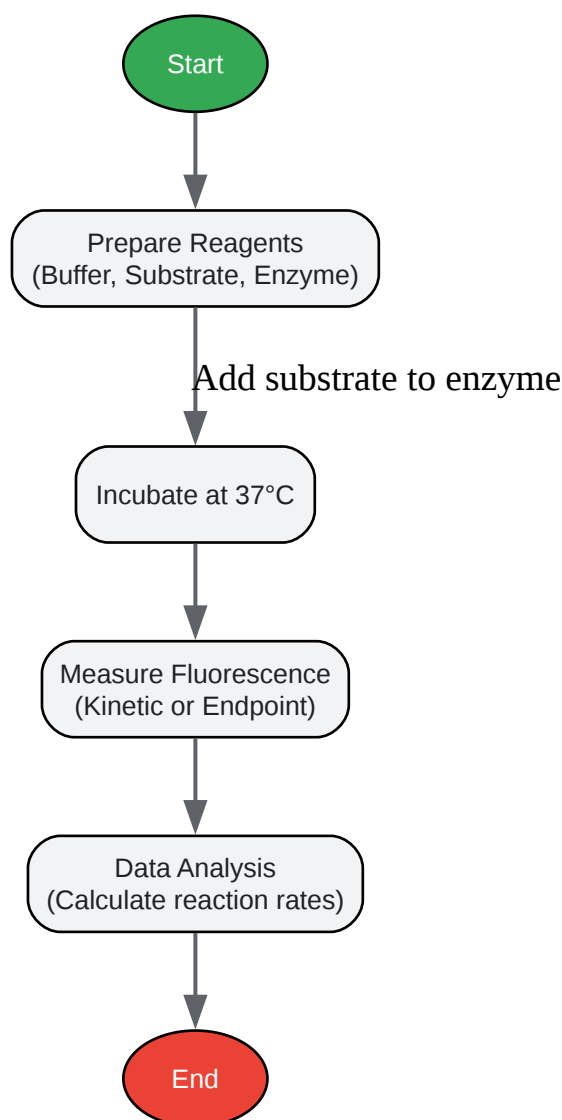 Start
Prepare Reagents
(Buffer, Substrate, Enzyme)
Add substrate to enzyme
Incubate at 37°C
Measure Fluorescence
(Kinetic or Endpoint)
Data Analysis
(Calculate reaction rates)
End